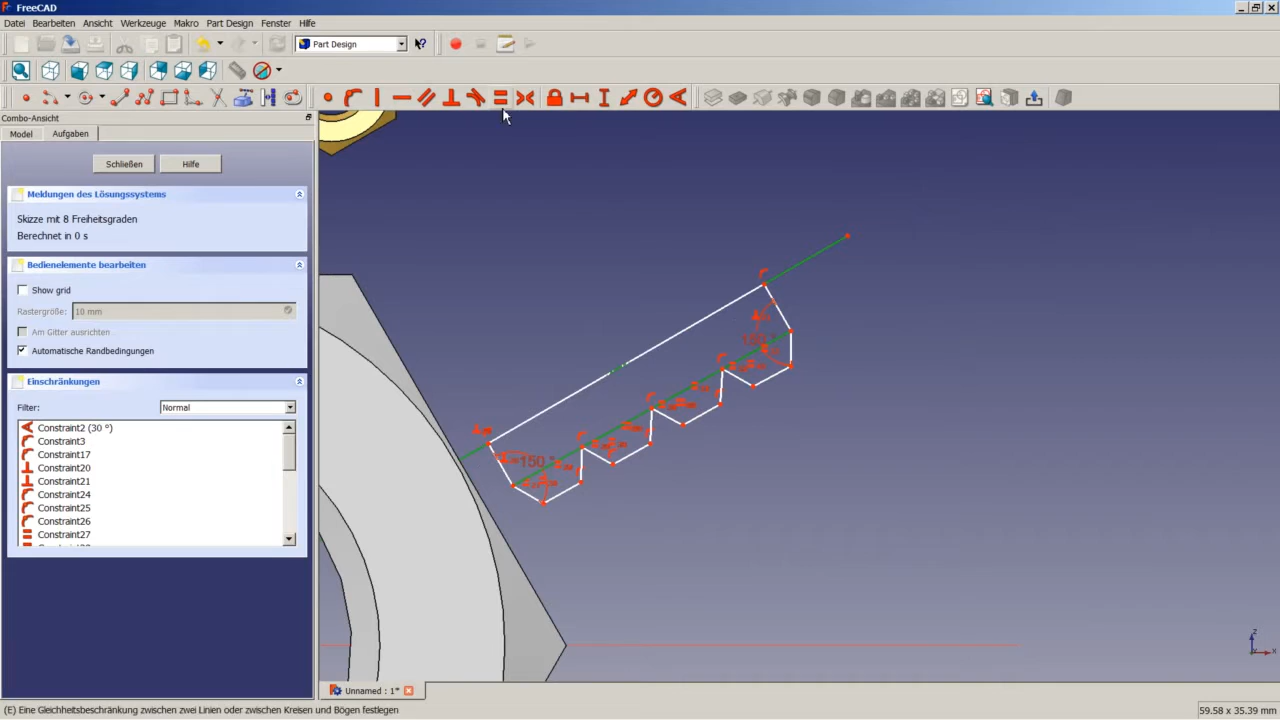 FreeCAD
Datei Bearbeiten Ansicht Werkzeuge Makro Part Design Fenster Hilfe
Part Design
Combo-Ansicht
Model Aufgaben
Schließen Hilfe
Meldungen des Lösungssystems
Skizze mit 8 Freiheitsgraden
Berechnet in 0 s
Bedienelemente bearbeiten
Show grid
Rastergröße: 10 mm
Am Gitter ausrichten
Automatische Randbedingungen
Einschränkungen
Filter: Normal
Constraint2 (30 °)
Constraint3
Constraint17
Constraint20
Constraint21
Constraint24
Constraint25
Constraint26
Constraint27
150 °
150 °
Z
X
Unnamed : 1*
(E) Eine Gleichheitsbeschränkung zwischen zwei Linien oder zwischen Kreisen und Bögen festlegen
59.58 x 35.39 mm